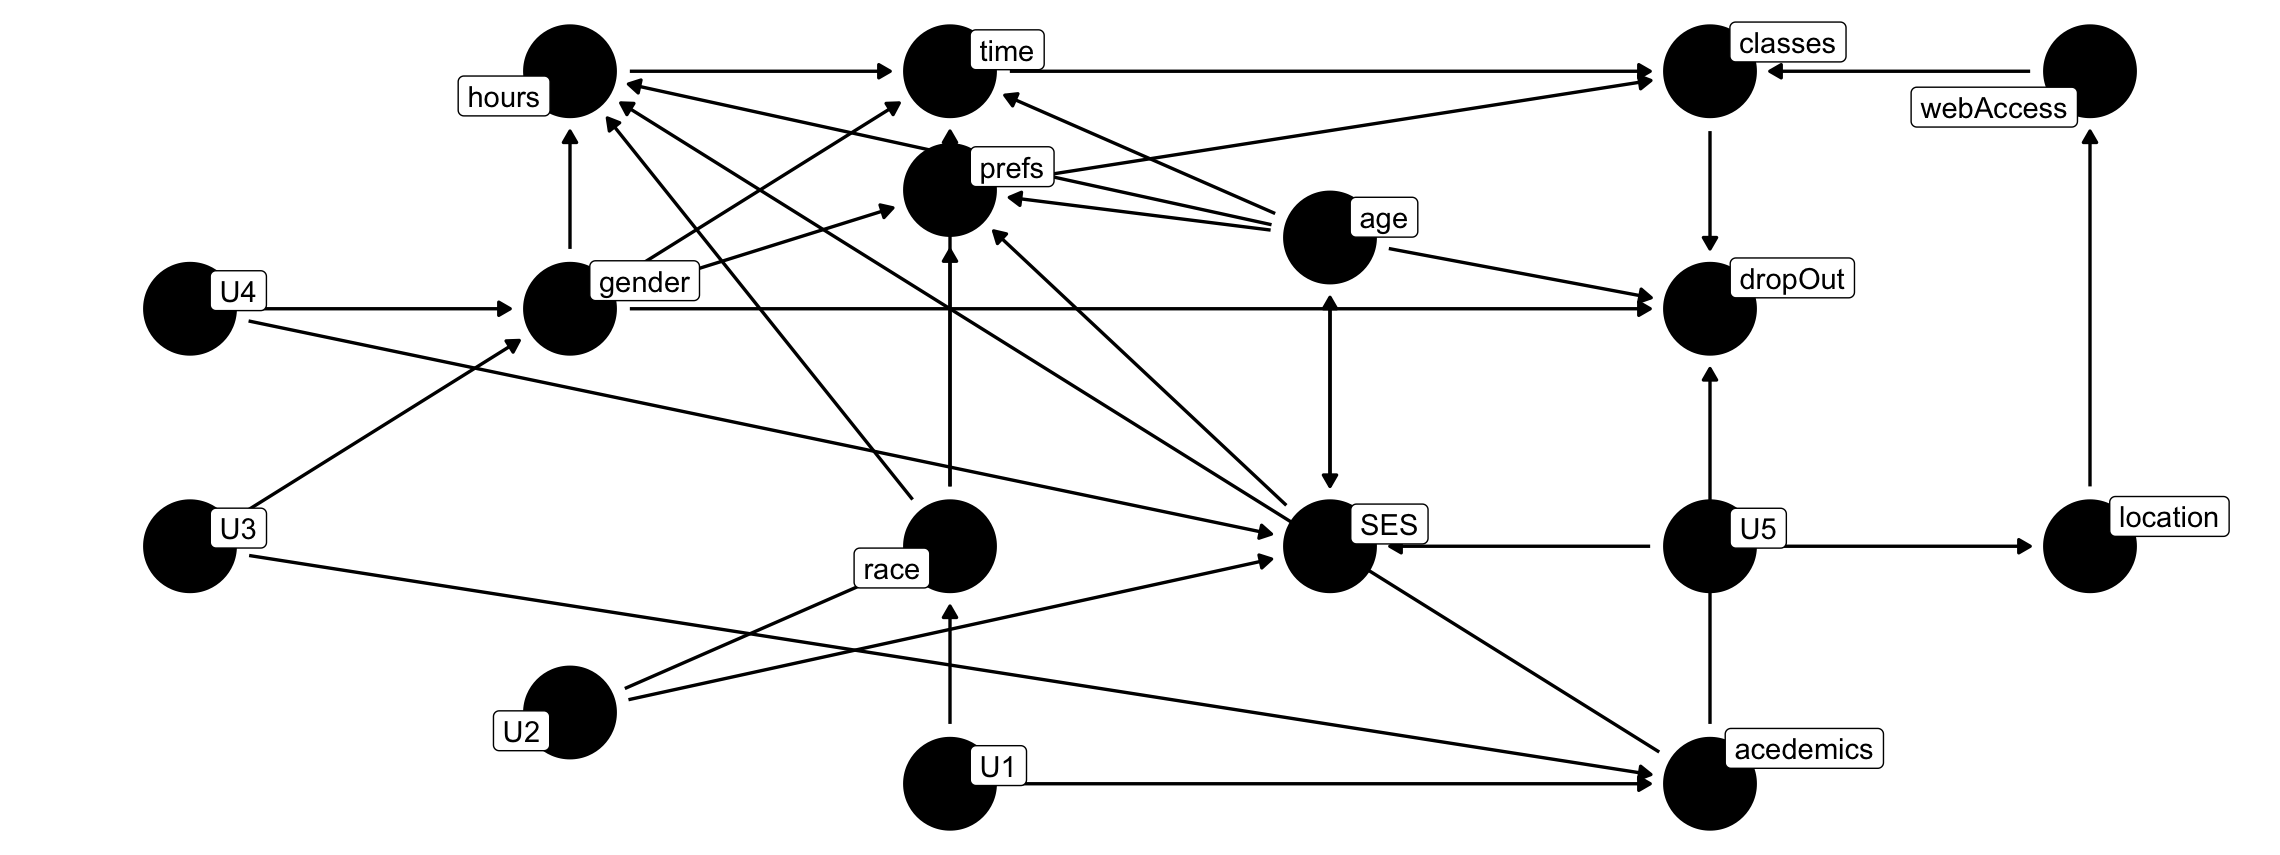 time
classes
hours
webAccess
prefs
age
gender
dropOut
U4
SES
location
U3
U5
race
U2
acedemics
U1